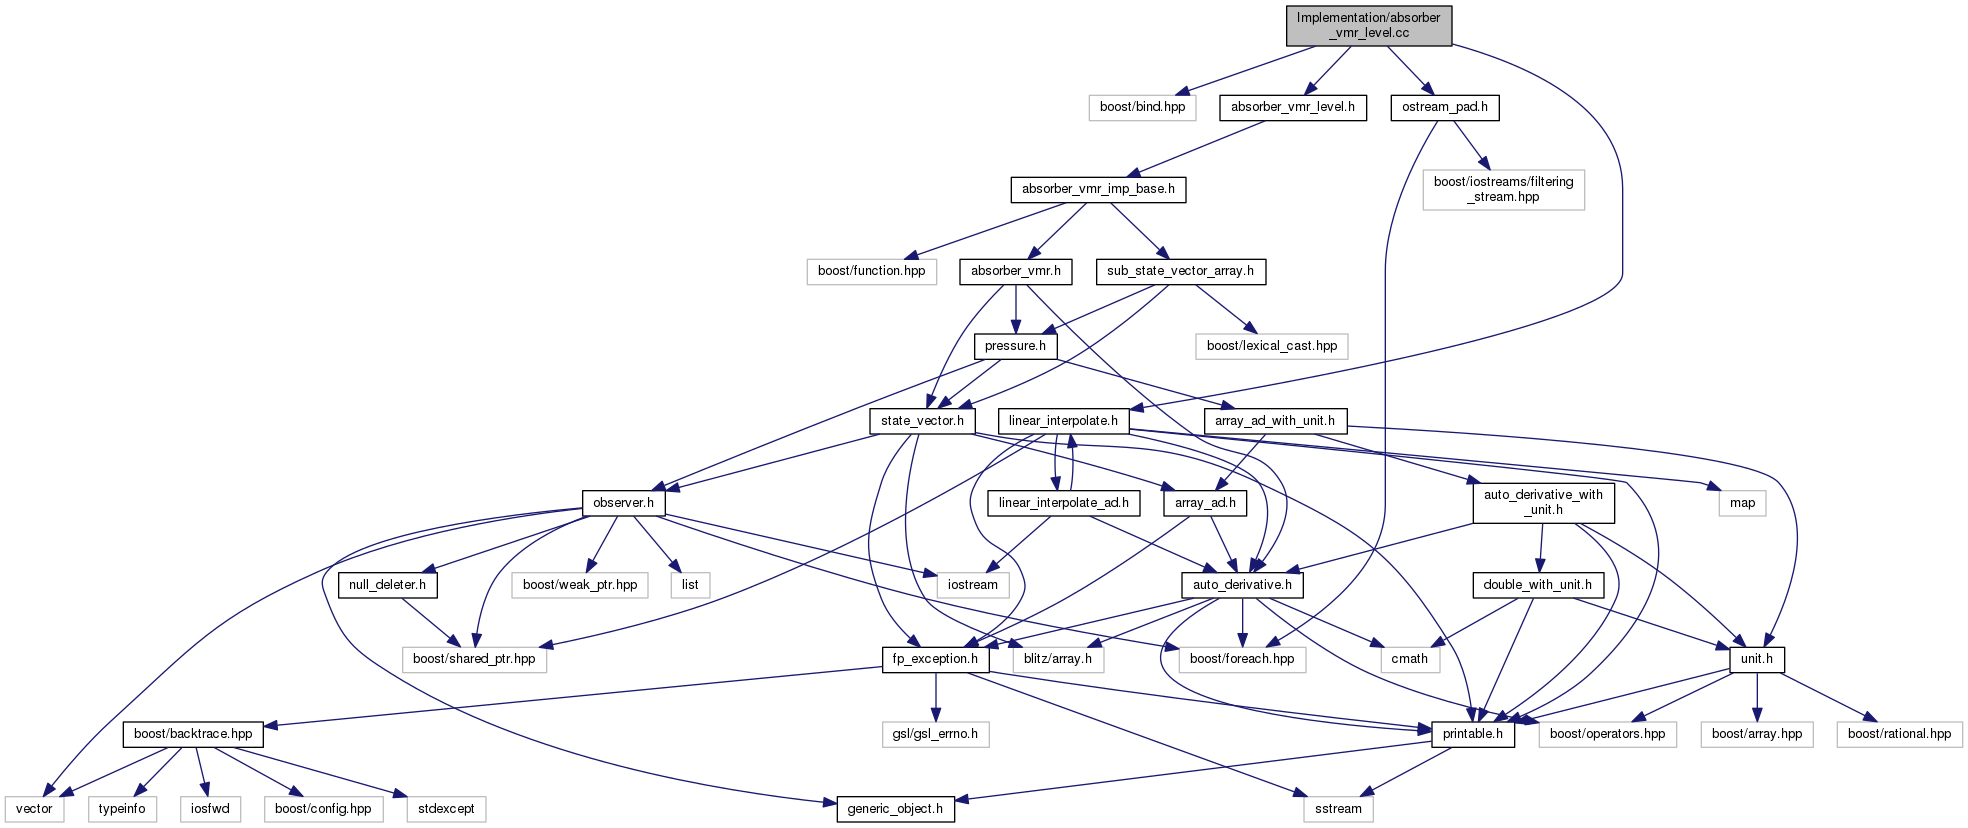 Implementation/absorber
_vmr_level.cc
boost/bind.hpp
absorber_vmr_level.h
ostream_pad.h
absorber_vmr_imp_base.h
boost/iostreams/filtering
_stream.hpp
boost/function.hpp
absorber_vmr.h
sub_state_vector_array.h
pressure.h
boost/lexical_cast.hpp
state_vector.h
linear_interpolate.h
array_ad_with_unit.h
observer.h
linear_interpolate_ad.h
array_ad.h
auto_derivative_with
_unit.h
map
null_deleter.h
boost/weak_ptr.hpp
list
iostream
auto_derivative.h
double_with_unit.h
boost/shared_ptr.hpp
fp_exception.h
blitz/array.h
boost/foreach.hpp
cmath
unit.h
boost/backtrace.hpp
gsl/gsl_errno.h
printable.h
boost/operators.hpp
boost/array.hpp
boost/rational.hpp
vector
typeinfo
iosfwd
boost/config.hpp
stdexcept
generic_object.h
sstream